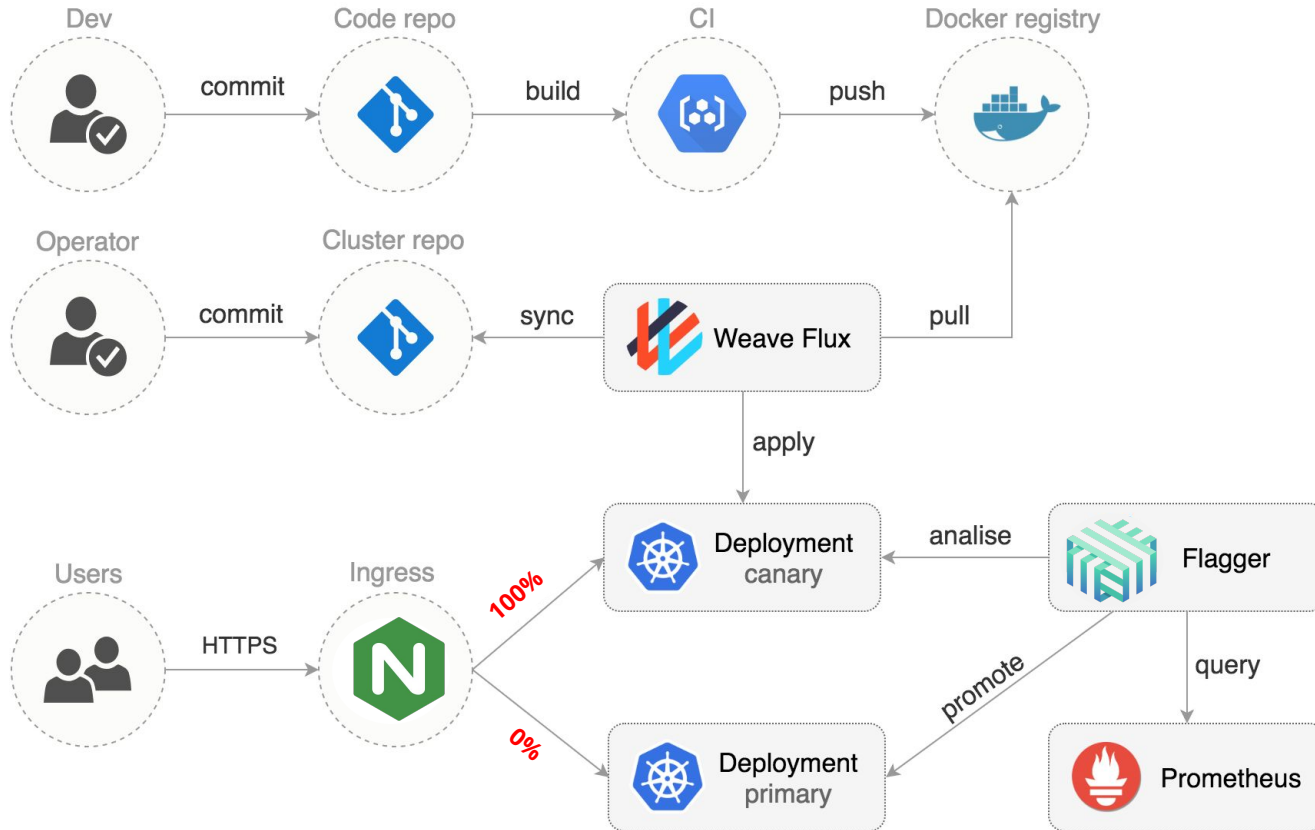 Dev
Code repo
CI
Docker registry
commit
build
push
Operator
Cluster repo
commit
sync
Weave Flux
pull
apply
Deployment
canary
analise
Flagger
Users
Ingress
100%
HTTPS
N
promote
query
0%
Deployment
primary
Prometheus